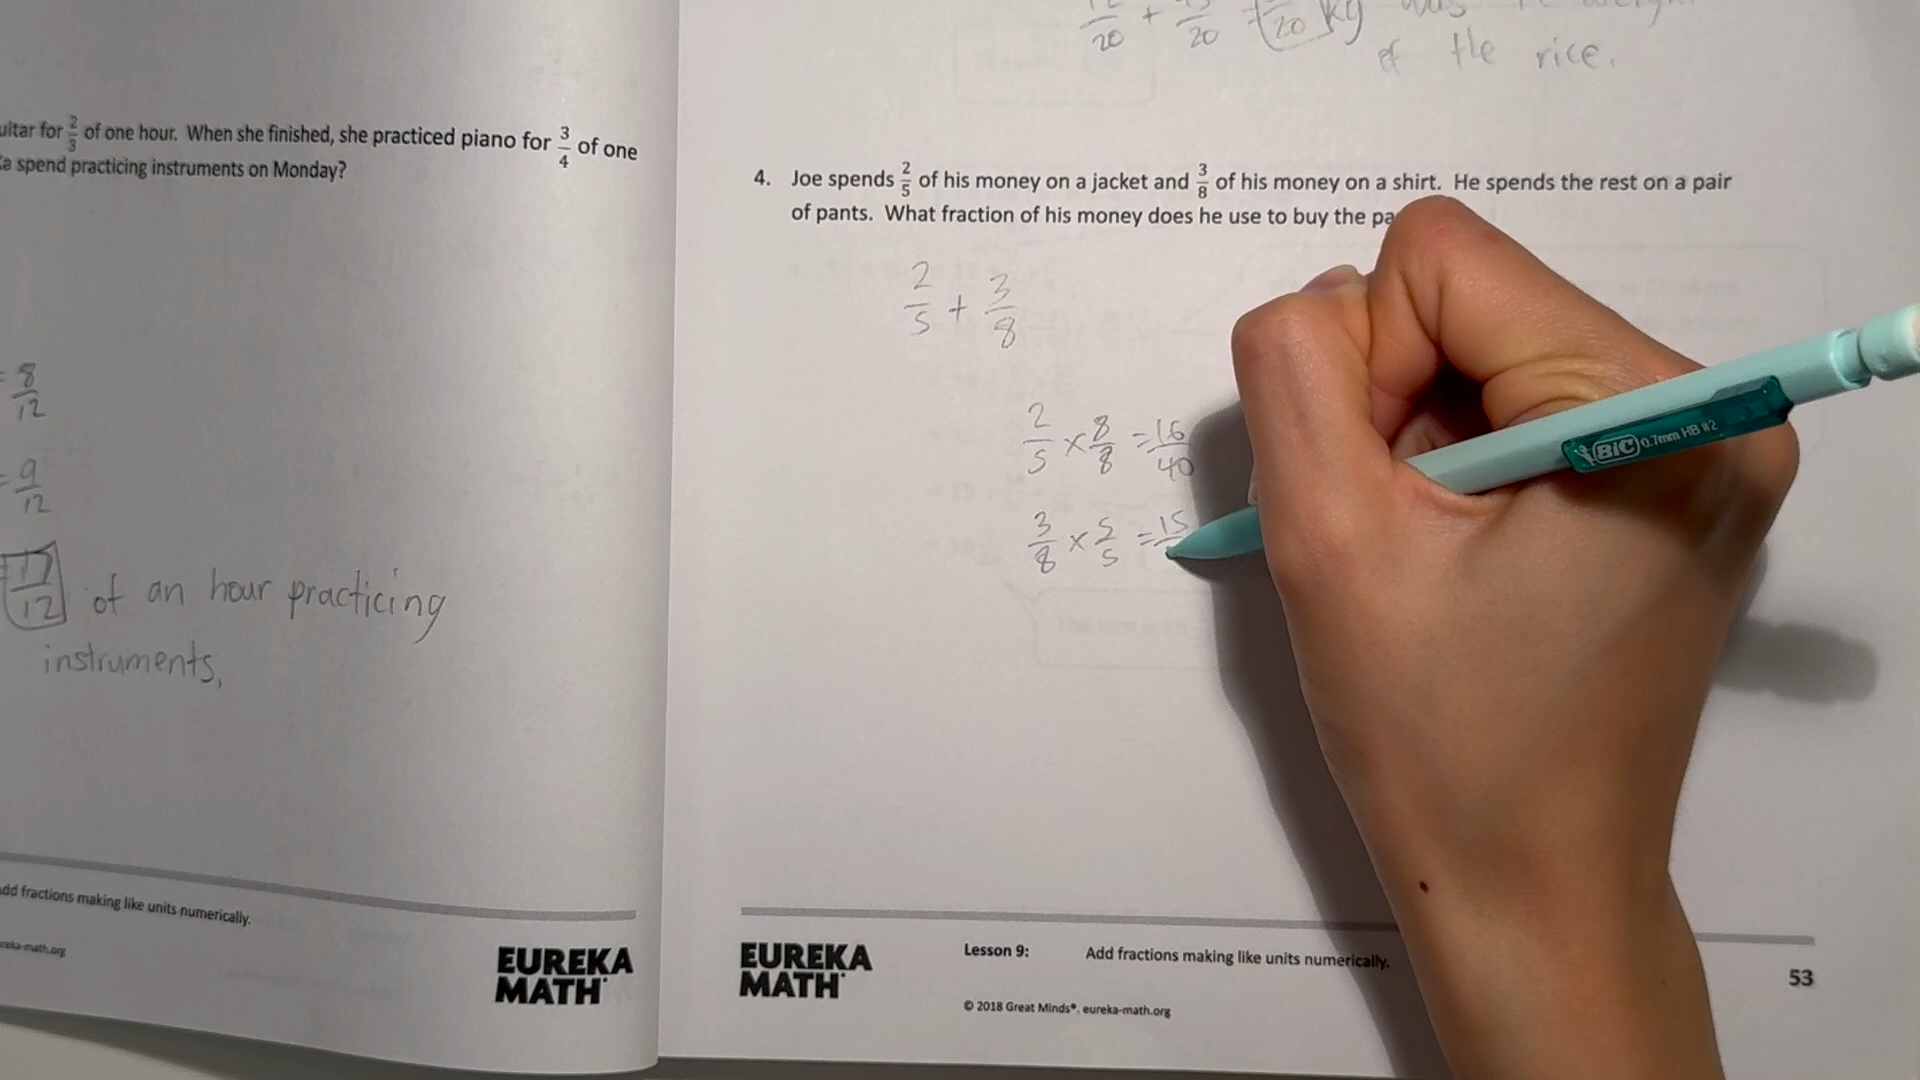 uitar for 2/3 of one hour. When she finished, she practiced piano for 3/4 of one
a spend practicing instruments on Monday?
= 8/12
= 9/12
17/12 of an hour practicing
instruments.
dd fractions making like units numerically.
eka-math.org
EUREKA
MATH
/20 + /20 = /20 kg was
of the rice.
4. Joe spends 2/5 of his money on a jacket and 3/8 of his money on a shirt. He spends the rest on a pair
of pants. What fraction of his money does he use to buy the pa
2/5 + 3/8
2/5 × 8/8 = 16/40
3/8 × 5/5 = 15
BIC 0.7mm HB #2
EUREKA
MATH
Lesson 9: Add fractions making like units numerically.
© 2018 Great Minds®. eureka-math.org
53